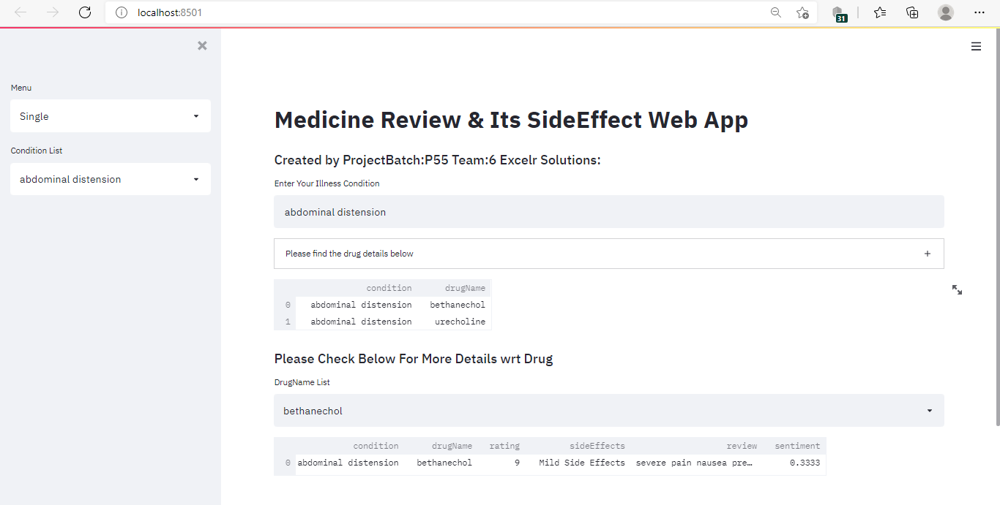 localhost:8501
31
Menu
Single
Condition List
abdominal distension
Medicine Review & Its SideEffect Web App
Created by ProjectBatch:P55 Team:6 Excelr Solutions:
Enter Your Illness Condition
abdominal distension
Please find the drug details below
condition drugName
0 abdominal distension bethanechol
1 abdominal distension urecholine
Please Check Below For More Details wrt Drug
DrugName List
bethanechol
condition drugName rating sideEffects review sentiment
0 abdominal distension bethanechol 9 Mild Side Effects severe pain nausea pre… 0.3333